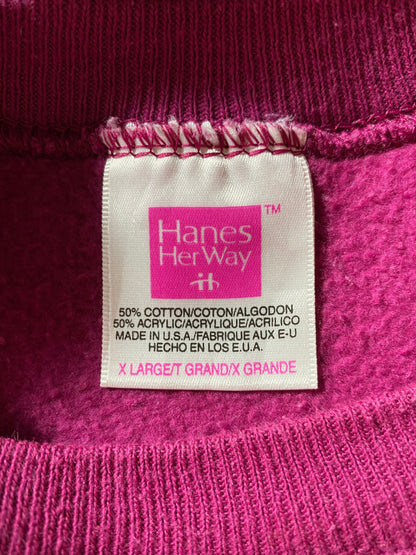 Hanes
Her Way
TM
50% COTTON/COTON/ALGODON
50% ACRYLIC/ACRYLIQUE/ACRILICO
MADE IN U.S.A./FABRIQUE AUX E-U
HECHO EN LOS E.U.A.
X LARGE/T GRAND/X GRANDE